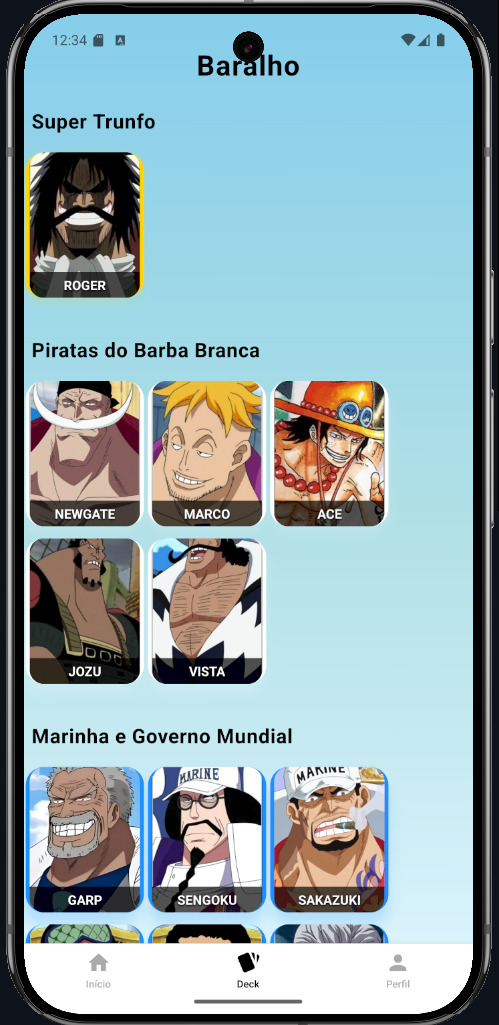 12:34
Baralho
Super Trunfo
ROGER
Piratas do Barba Branca
NEWGATE
MARCO
ACE
JOZU
VISTA
Marinha e Governo Mundial
MARINE
MARINE
GARP
SENGOKU
SAKAZUKI
Início
Deck
Perfil